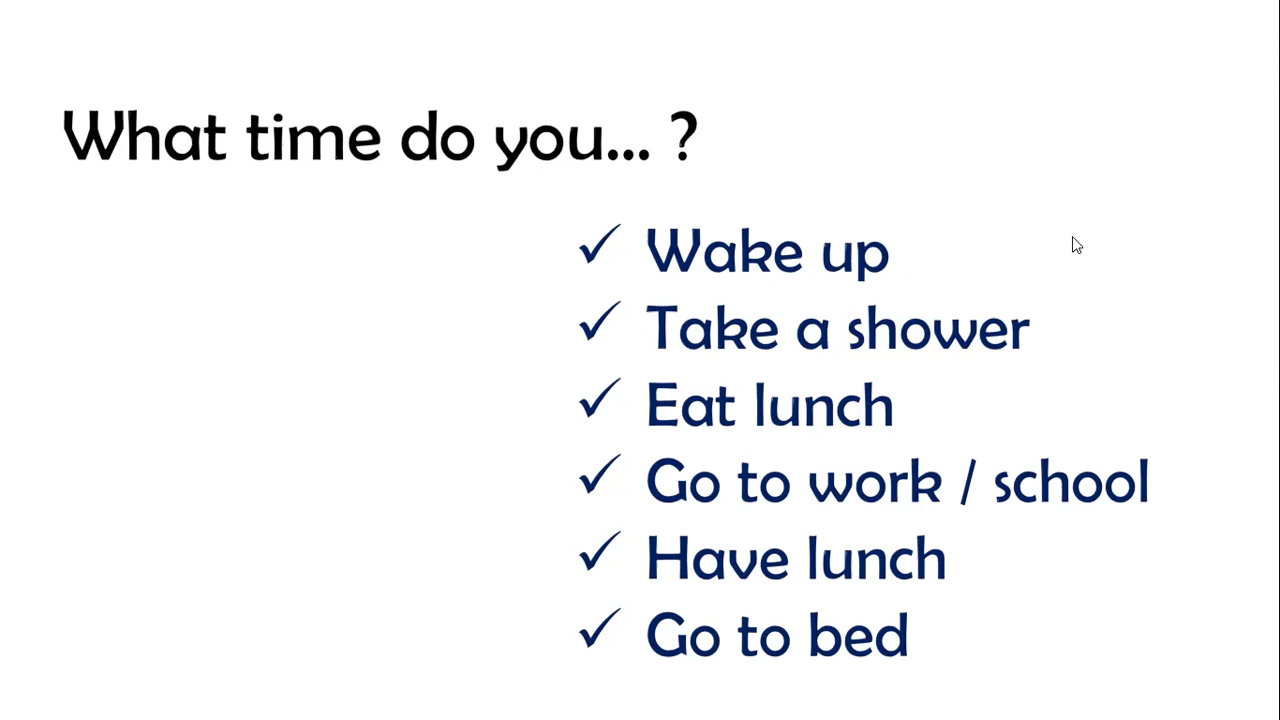 What time do you... ?
✓ Wake up
✓ Take a shower
✓ Eat lunch
✓ Go to work / school
✓ Have lunch
✓ Go to bed